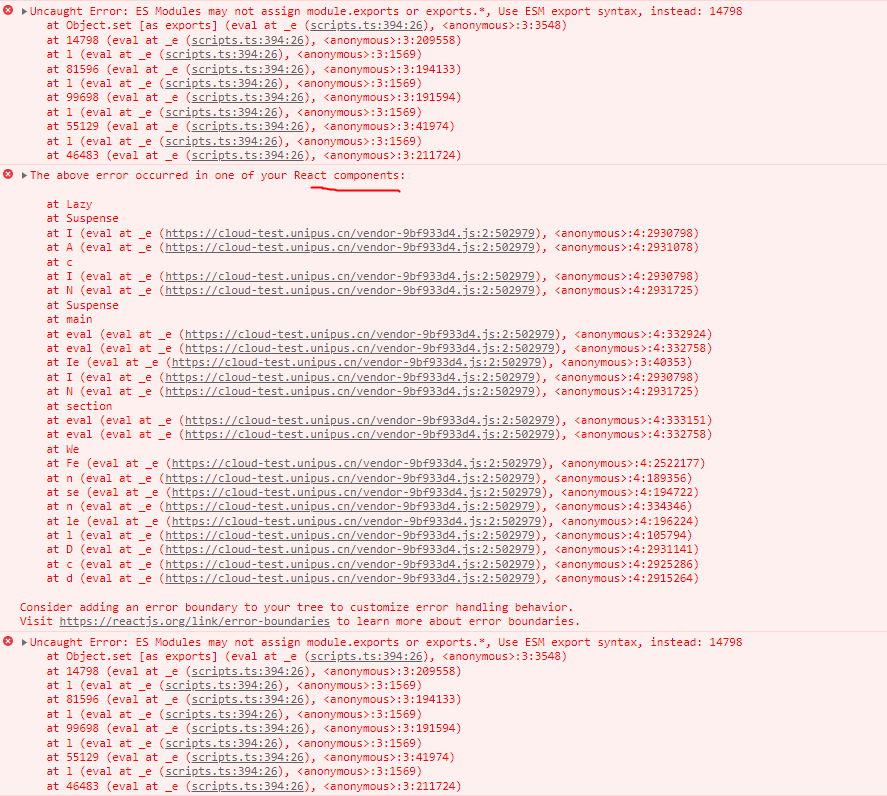 Uncaught Error: ES Modules may not assign module.exports or exports.*, Use ESM export syntax, instead: 14798
at Object.set [as exports] (eval at _e (scripts.ts:394:26), <anonymous>:3:3548)
at 14798 (eval at _e (scripts.ts:394:26), <anonymous>:3:209558)
at l (eval at _e (scripts.ts:394:26), <anonymous>:3:1569)
at 81596 (eval at _e (scripts.ts:394:26), <anonymous>:3:194133)
at l (eval at _e (scripts.ts:394:26), <anonymous>:3:1569)
at 99698 (eval at _e (scripts.ts:394:26), <anonymous>:3:191594)
at l (eval at _e (scripts.ts:394:26), <anonymous>:3:1569)
at 55129 (eval at _e (scripts.ts:394:26), <anonymous>:3:41974)
at l (eval at _e (scripts.ts:394:26), <anonymous>:3:1569)
at 46483 (eval at _e (scripts.ts:394:26), <anonymous>:3:211724)
The above error occurred in one of your React components:
at Lazy
at Suspense
at I (eval at _e (https://cloud-test.unipus.cn/vendor-9bf933d4.js:2:502979), <anonymous>:4:2930798)
at A (eval at _e (https://cloud-test.unipus.cn/vendor-9bf933d4.js:2:502979), <anonymous>:4:2931078)
at c
at I (eval at _e (https://cloud-test.unipus.cn/vendor-9bf933d4.js:2:502979), <anonymous>:4:2930798)
at N (eval at _e (https://cloud-test.unipus.cn/vendor-9bf933d4.js:2:502979), <anonymous>:4:2931725)
at Suspense
at main
at eval (eval at _e (https://cloud-test.unipus.cn/vendor-9bf933d4.js:2:502979), <anonymous>:4:332924)
at eval (eval at _e (https://cloud-test.unipus.cn/vendor-9bf933d4.js:2:502979), <anonymous>:4:332758)
at Ie (eval at _e (https://cloud-test.unipus.cn/vendor-9bf933d4.js:2:502979), <anonymous>:3:40353)
at I (eval at _e (https://cloud-test.unipus.cn/vendor-9bf933d4.js:2:502979), <anonymous>:4:2930798)
at N (eval at _e (https://cloud-test.unipus.cn/vendor-9bf933d4.js:2:502979), <anonymous>:4:2931725)
at section
at eval (eval at _e (https://cloud-test.unipus.cn/vendor-9bf933d4.js:2:502979), <anonymous>:4:333151)
at eval (eval at _e (https://cloud-test.unipus.cn/vendor-9bf933d4.js:2:502979), <anonymous>:4:332758)
at We
at Fe (eval at _e (https://cloud-test.unipus.cn/vendor-9bf933d4.js:2:502979), <anonymous>:4:2522177)
at n (eval at _e (https://cloud-test.unipus.cn/vendor-9bf933d4.js:2:502979), <anonymous>:4:189356)
at se (eval at _e (https://cloud-test.unipus.cn/vendor-9bf933d4.js:2:502979), <anonymous>:4:194722)
at n (eval at _e (https://cloud-test.unipus.cn/vendor-9bf933d4.js:2:502979), <anonymous>:4:334346)
at le (eval at _e (https://cloud-test.unipus.cn/vendor-9bf933d4.js:2:502979), <anonymous>:4:196224)
at l (eval at _e (https://cloud-test.unipus.cn/vendor-9bf933d4.js:2:502979), <anonymous>:4:105794)
at D (eval at _e (https://cloud-test.unipus.cn/vendor-9bf933d4.js:2:502979), <anonymous>:4:2931141)
at c (eval at _e (https://cloud-test.unipus.cn/vendor-9bf933d4.js:2:502979), <anonymous>:4:2925286)
at d (eval at _e (https://cloud-test.unipus.cn/vendor-9bf933d4.js:2:502979), <anonymous>:4:2915264)
Consider adding an error boundary to your tree to customize error handling behavior.
Visit https://reactjs.org/link/error-boundaries to learn more about error boundaries.
Uncaught Error: ES Modules may not assign module.exports or exports.*, Use ESM export syntax, instead: 14798
at Object.set [as exports] (eval at _e (scripts.ts:394:26), <anonymous>:3:3548)
at 14798 (eval at _e (scripts.ts:394:26), <anonymous>:3:209558)
at l (eval at _e (scripts.ts:394:26), <anonymous>:3:1569)
at 81596 (eval at _e (scripts.ts:394:26), <anonymous>:3:194133)
at l (eval at _e (scripts.ts:394:26), <anonymous>:3:1569)
at 99698 (eval at _e (scripts.ts:394:26), <anonymous>:3:191594)
at l (eval at _e (scripts.ts:394:26), <anonymous>:3:1569)
at 55129 (eval at _e (scripts.ts:394:26), <anonymous>:3:41974)
at l (eval at _e (scripts.ts:394:26), <anonymous>:3:1569)
at 46483 (eval at _e (scripts.ts:394:26), <anonymous>:3:211724)